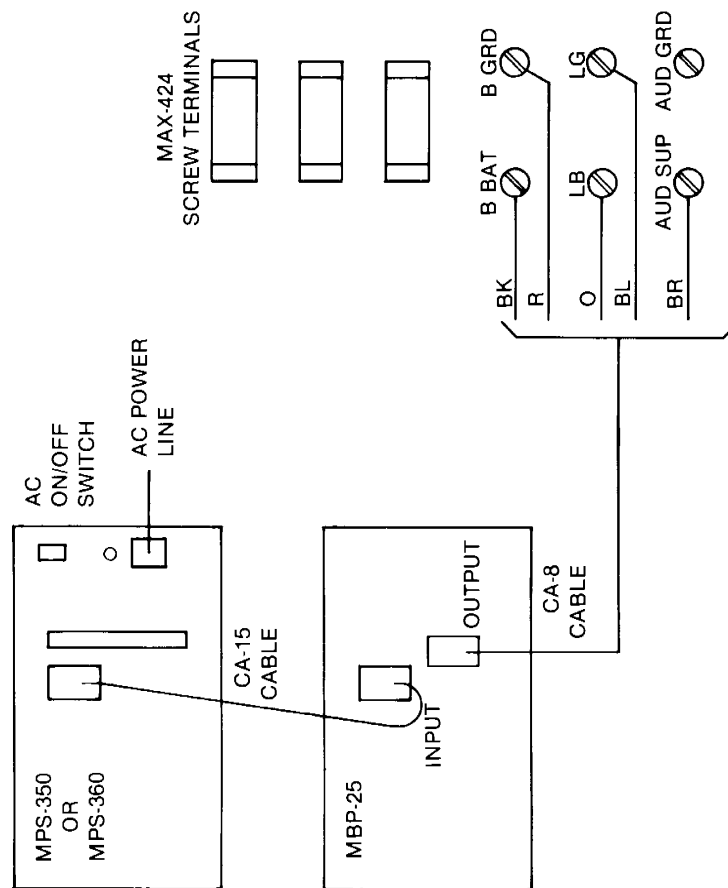 MAX-424
SCREW TERMINALS
AC
ON/OFF
SWITCH
AC POWER
LINE
MPS-350
OR
MPS-360
CA-15
CABLE
MBP-25
INPUT
OUTPUT
CA-8
CABLE
B BAT
B GRD
BK
R
LB
LG
O
BL
AUD SUP
AUD GRD
BR